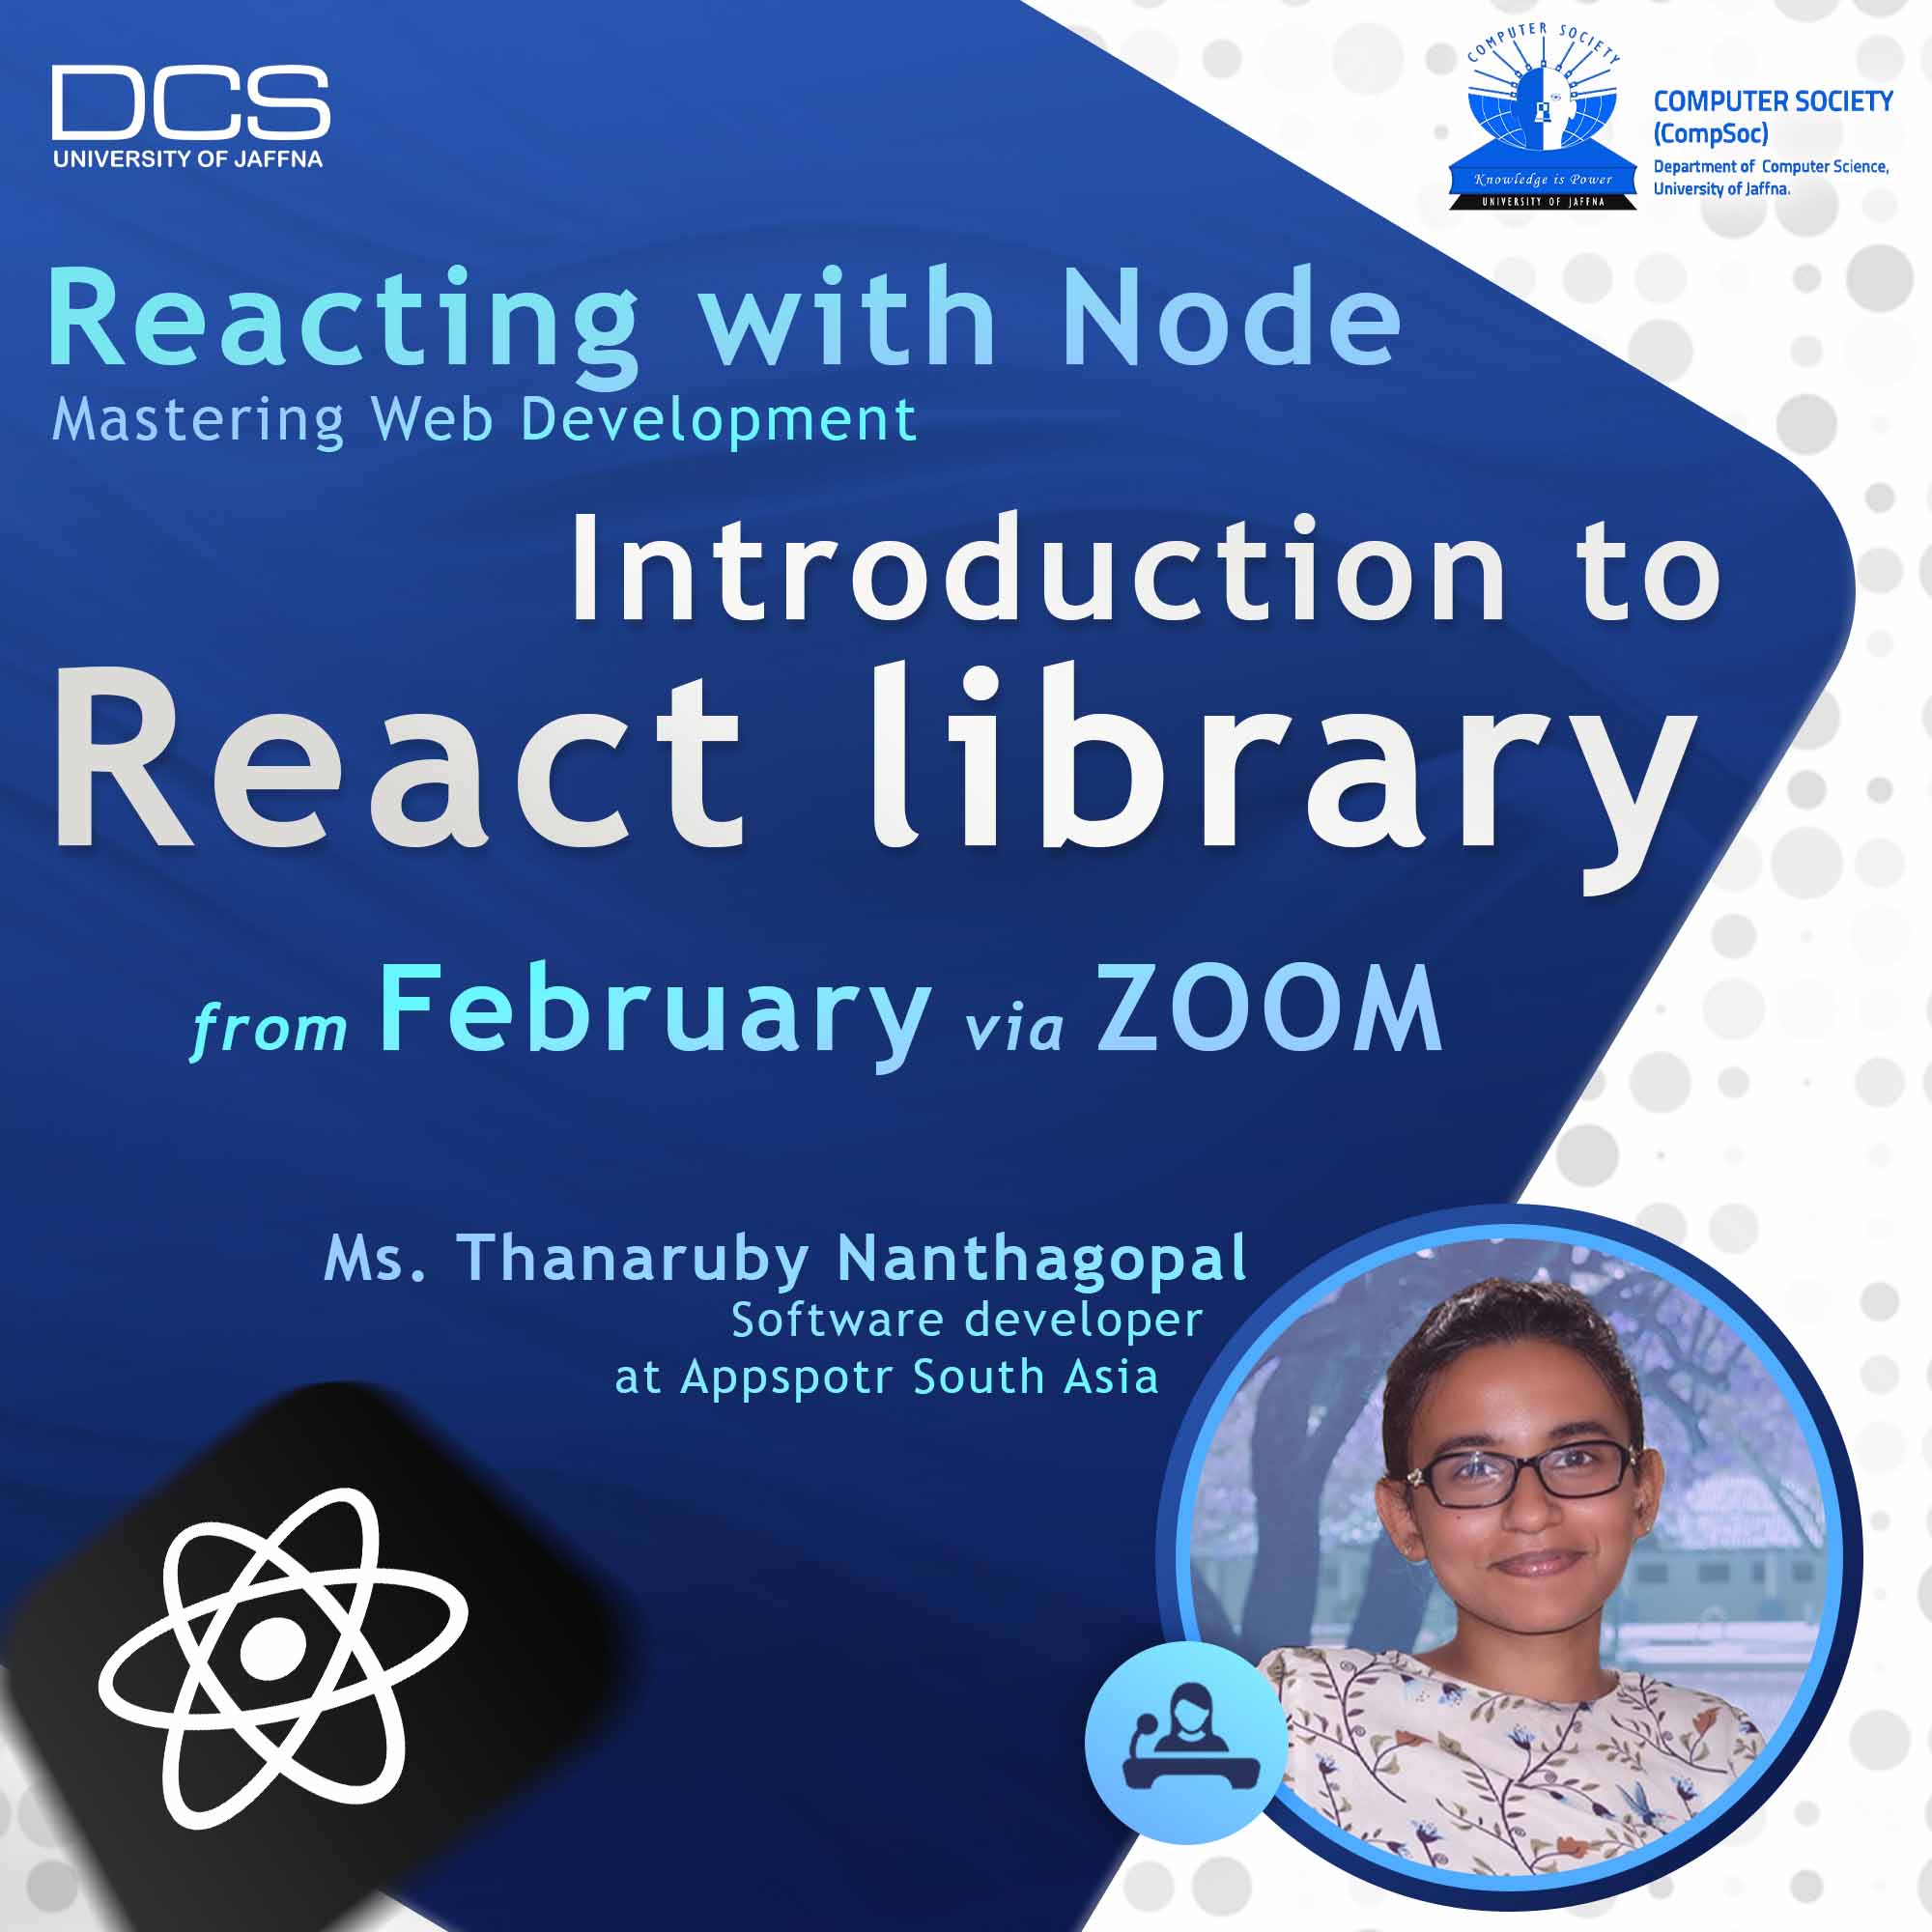 DCS
UNIVERSITY OF JAFFNA
COMPUTER SOCIETY
Knowledge is Power
UNIVERSITY OF JAFFNA
COMPUTER SOCIETY
(CompSoc)
Department of Computer Science,
University of Jaffna.
Reacting with Node
Mastering Web Development
Introduction to
React library
from February via ZOOM
Ms. Thanaruby Nanthagopal
Software developer
at Appspotr South Asia